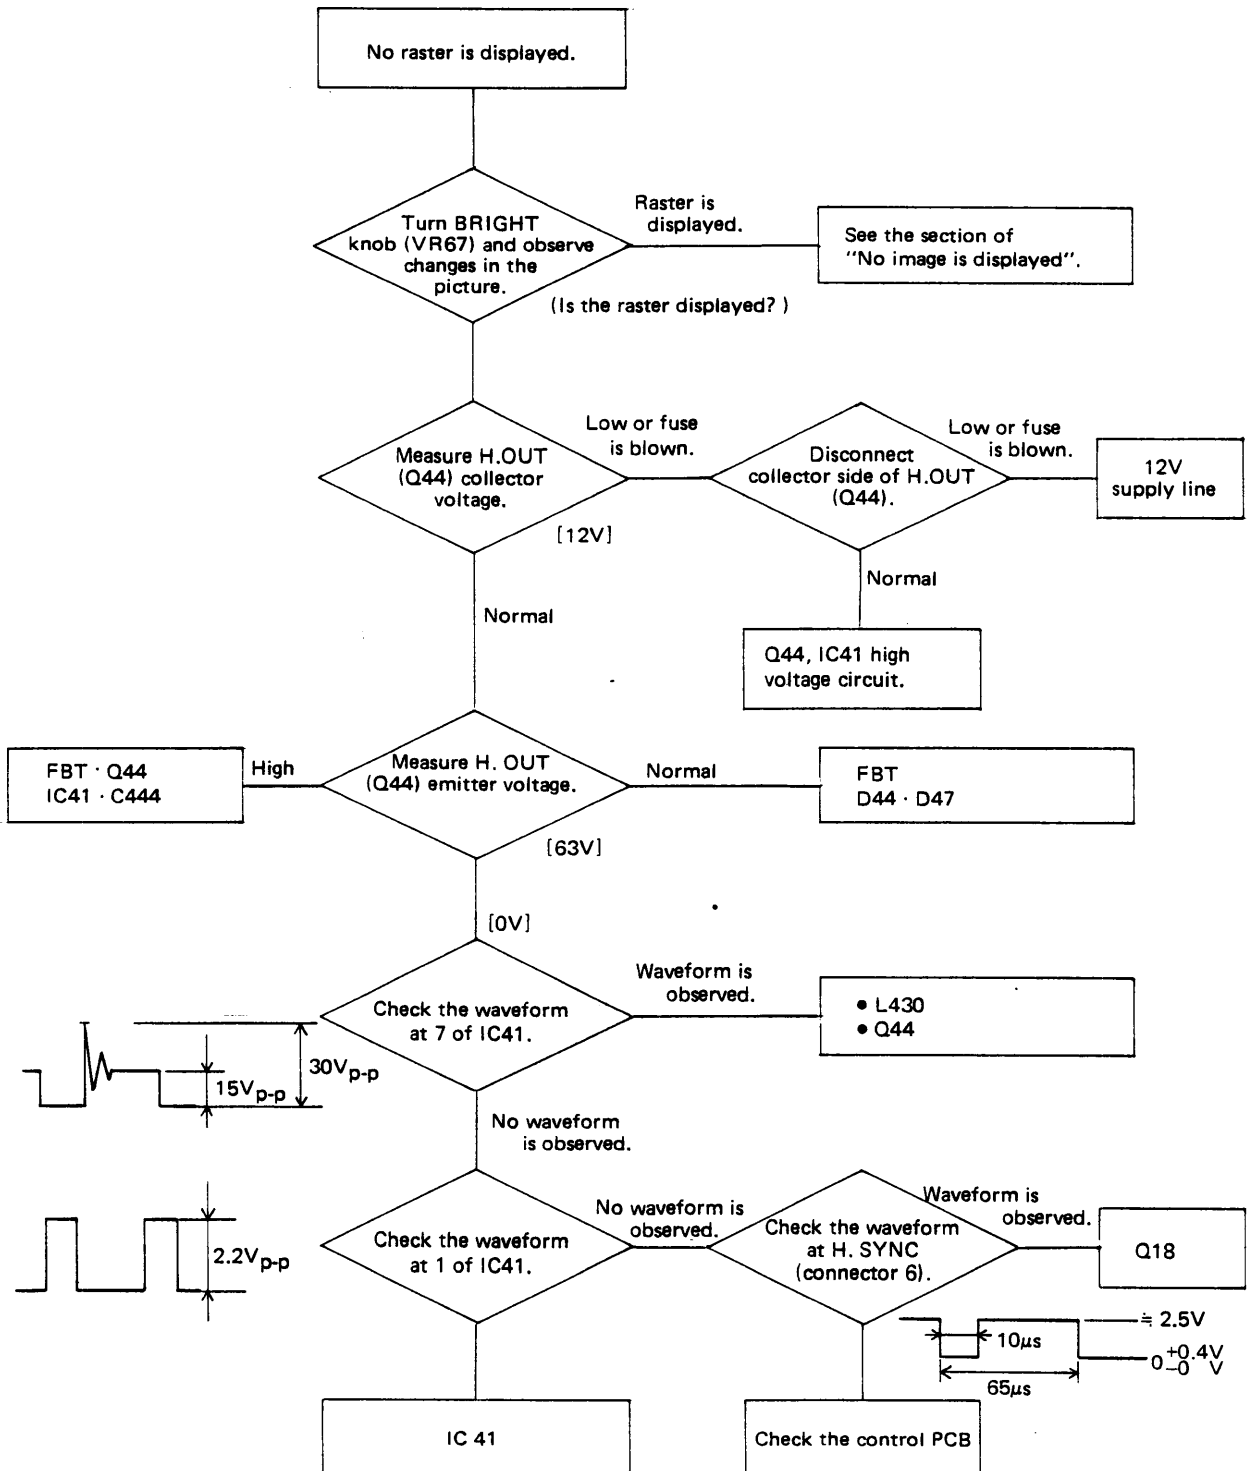 No raster is displayed.
Turn BRIGHT
knob (VR67) and observe
changes in the
picture.
Raster is
displayed.
(Is the raster displayed? )
See the section of
"No image is displayed".
Measure H.OUT
(Q44) collector
voltage.
Low or fuse
is blown.
[12V]
Disconnect
collector side of H.OUT
(Q44).
Low or fuse
is blown.
12V
supply line
Normal
Normal
Q44, IC41 high
voltage circuit.
FBT · Q44
IC41 · C444
High
Measure H. OUT
(Q44) emitter voltage.
Normal
FBT
D44 · D47
[63V]
[0V]
Check the waveform
at 7 of IC41.
Waveform is
observed.
• L430
• Q44
15Vp-p
30Vp-p
No waveform
is observed.
2.2Vp-p
Check the waveform
at 1 of IC41.
No waveform is
observed.
Check the waveform
at H. SYNC
(connector 6).
Waveform is
observed.
Q18
≒ 2.5V
10μs
0 +0.4V
−0 V
65μs
IC 41
Check the control PCB